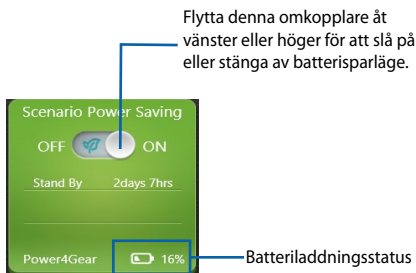 Flytta denna omkopplare åt
vänster eller höger för att slå på
eller stänga av batterisparläge.
Scenario Power Saving
OFF ON
Stand By 2days 7hrs
Power4Gear 16%
Batteriladdningsstatus